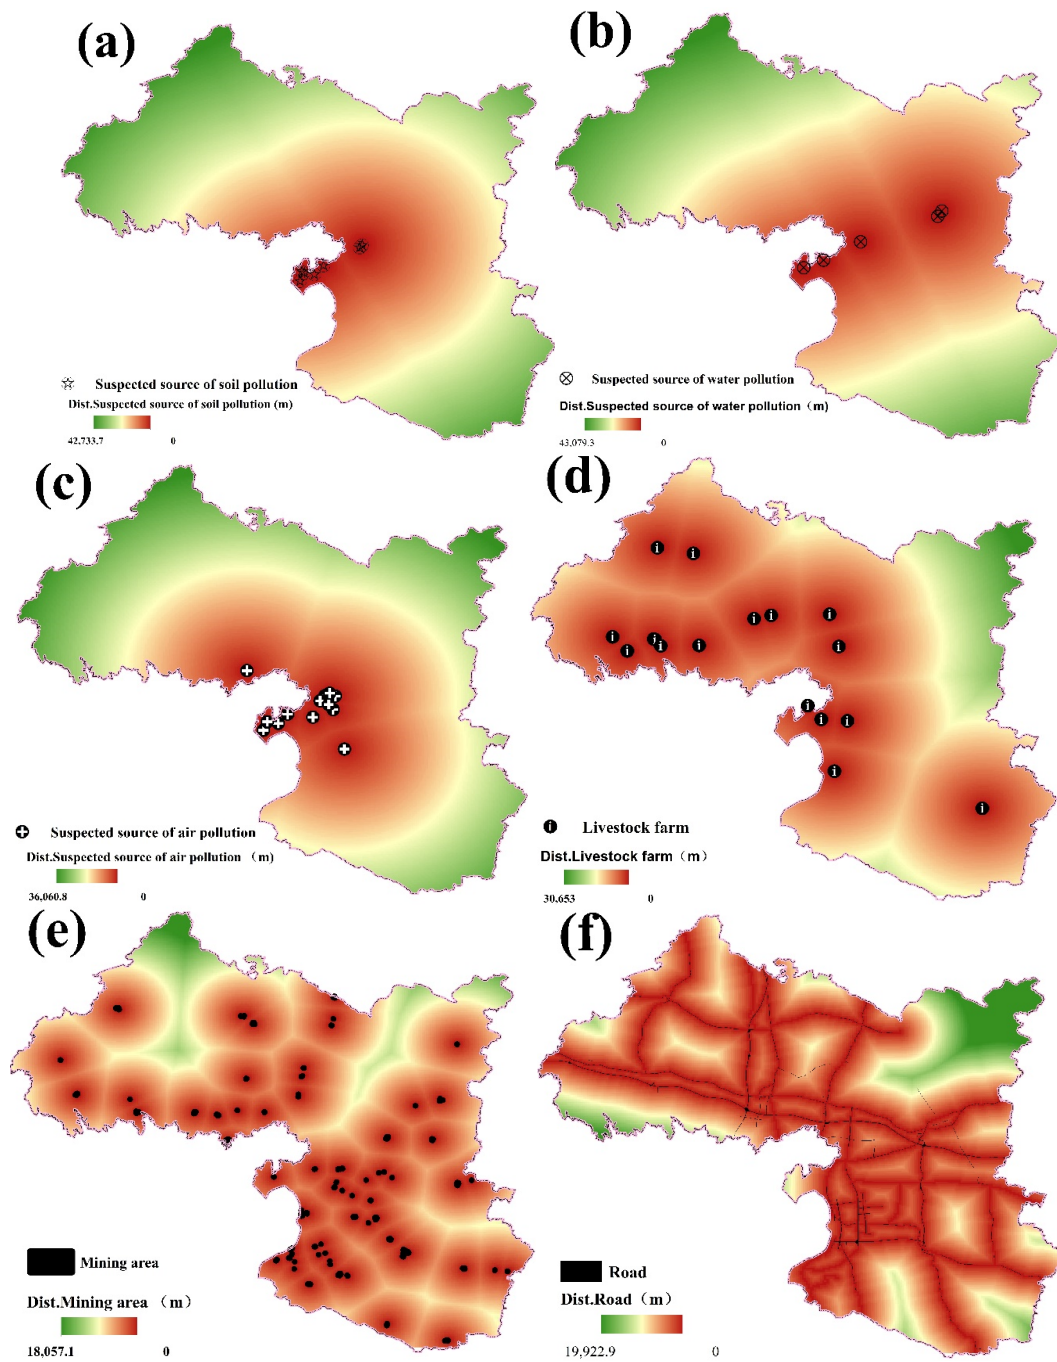 (a)
Suspected source of soil pollution
Dist.Suspected source of soil pollution (m)
42,733.7 0
(b)
Suspected source of water pollution
Dist.Suspected source of water pollution（m）
43,079.3 0
(c)
Suspected source of air pollution
Dist.Suspected source of air pollution （m）
36,060.8 0
(d)
Livestock farm
Dist.Livestock farm（m）
30.653 0
(e)
Mining area
Dist.Mining area （m）
18,057.1 0
(f)
Road
Dist.Road（m）
19,922.9 0